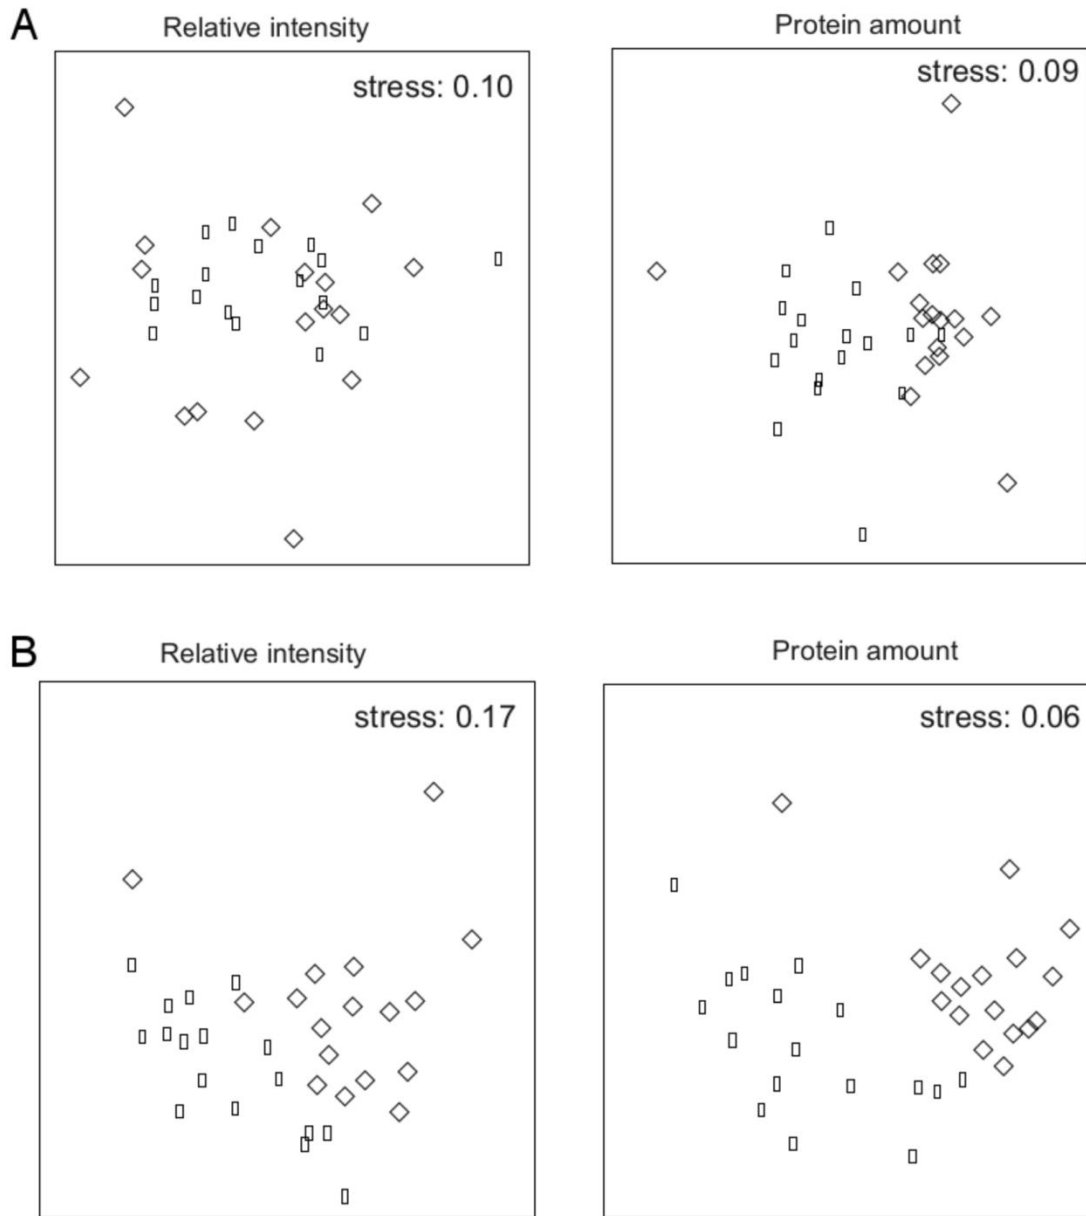 A
Relative intensity
Protein amount
stress: 0.10
stress: 0.09
B
Relative intensity
Protein amount
stress: 0.17
stress: 0.06